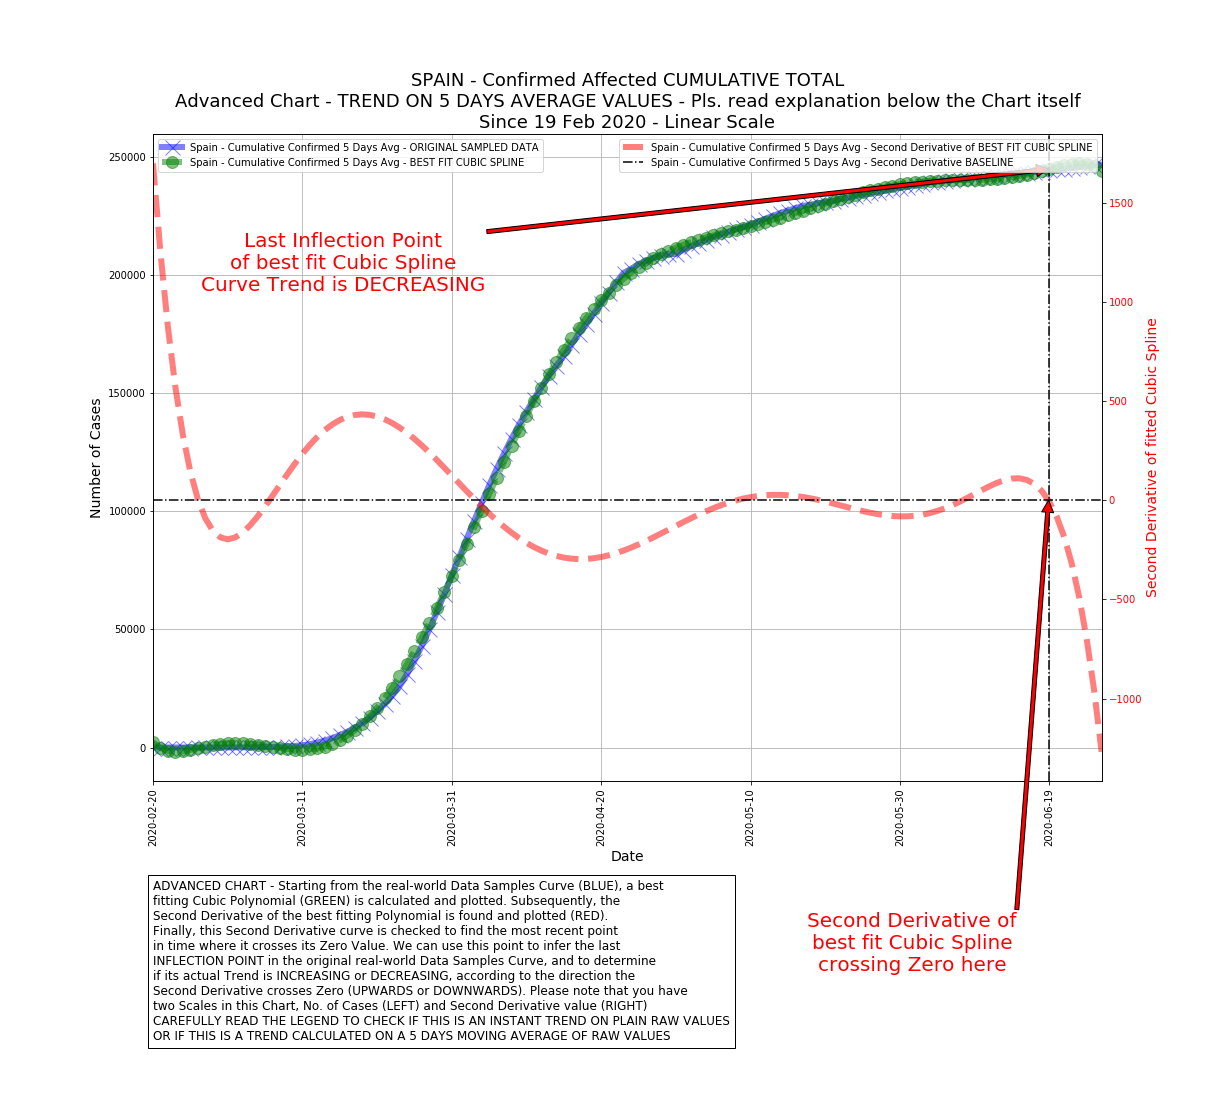 SPAIN - Confirmed Affected CUMULATIVE TOTAL
Advanced Chart - TREND ON 5 DAYS AVERAGE VALUES - Pls. read explanation below the Chart itself
Since 19 Feb 2020 - Linear Scale
Spain - Cumulative Confirmed 5 Days Avg - ORIGINAL SAMPLED DATA
Spain - Cumulative Confirmed 5 Days Avg - BEST FIT CUBIC SPLINE
Spain - Cumulative Confirmed 5 Days Avg - Second Derivative of BEST FIT CUBIC SPLINE
Spain - Cumulative Confirmed 5 Days Avg - Second Derivative BASELINE
Last Inflection Point
of best fit Cubic Spline
Curve Trend is DECREASING
Number of Cases
250000
200000
150000
100000
50000
0
1500
1000
500
0
−500
−1000
Second Derivative of fitted Cubic Spline
2020-02-20
2020-03-11
2020-03-31
2020-04-20
2020-05-10
2020-05-30
2020-06-19
Date
Second Derivative of
best fit Cubic Spline
crossing Zero here
ADVANCED CHART - Starting from the real-world Data Samples Curve (BLUE), a best
fitting Cubic Polynomial (GREEN) is calculated and plotted. Subsequently, the
Second Derivative of the best fitting Polynomial is found and plotted (RED).
Finally, this Second Derivative curve is checked to find the most recent point
in time where it crosses its Zero Value. We can use this point to infer the last
INFLECTION POINT in the original real-world Data Samples Curve, and to determine
if its actual Trend is INCREASING or DECREASING, according to the direction the
Second Derivative crosses Zero (UPWARDS or DOWNWARDS). Please note that you have
two Scales in this Chart, No. of Cases (LEFT) and Second Derivative value (RIGHT)
CAREFULLY READ THE LEGEND TO CHECK IF THIS IS AN INSTANT TREND ON PLAIN RAW VALUES
OR IF THIS IS A TREND CALCULATED ON A 5 DAYS MOVING AVERAGE OF RAW VALUES